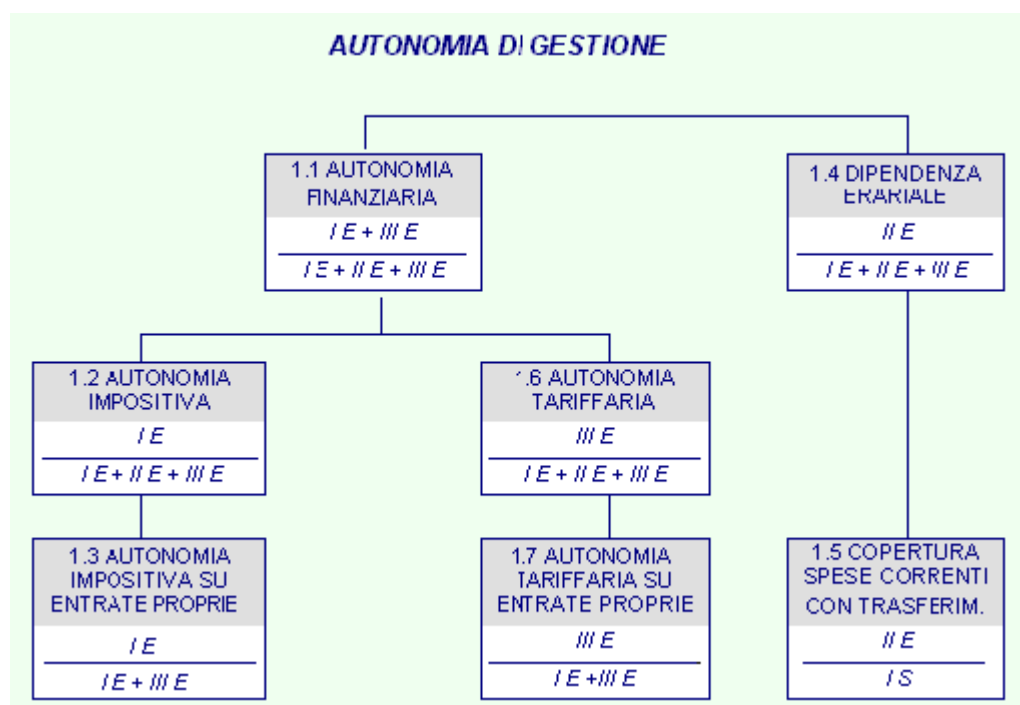 AUTONOMIA DI GESTIONE
1.1 AUTONOMIA
FINANZIARIA
I E + III E
I E + II E + III E
1.4 DIPENDENZA
ERARIALE
II E
I E + II E + III E
1.2 AUTONOMIA
IMPOSITIVA
I E
I E + II E + III E
1.6 AUTONOMIA
TARIFFARIA
III E
I E + II E + III E
1.3 AUTONOMIA
IMPOSITIVA SU
ENTRATE PROPRIE
I E
I E + III E
1.7 AUTONOMIA
TARIFFARIA SU
ENTRATE PROPRIE
III E
I E +III E
1.5 COPERTURA
SPESE CORRENTI
CON TRASFERIM.
II E
I S